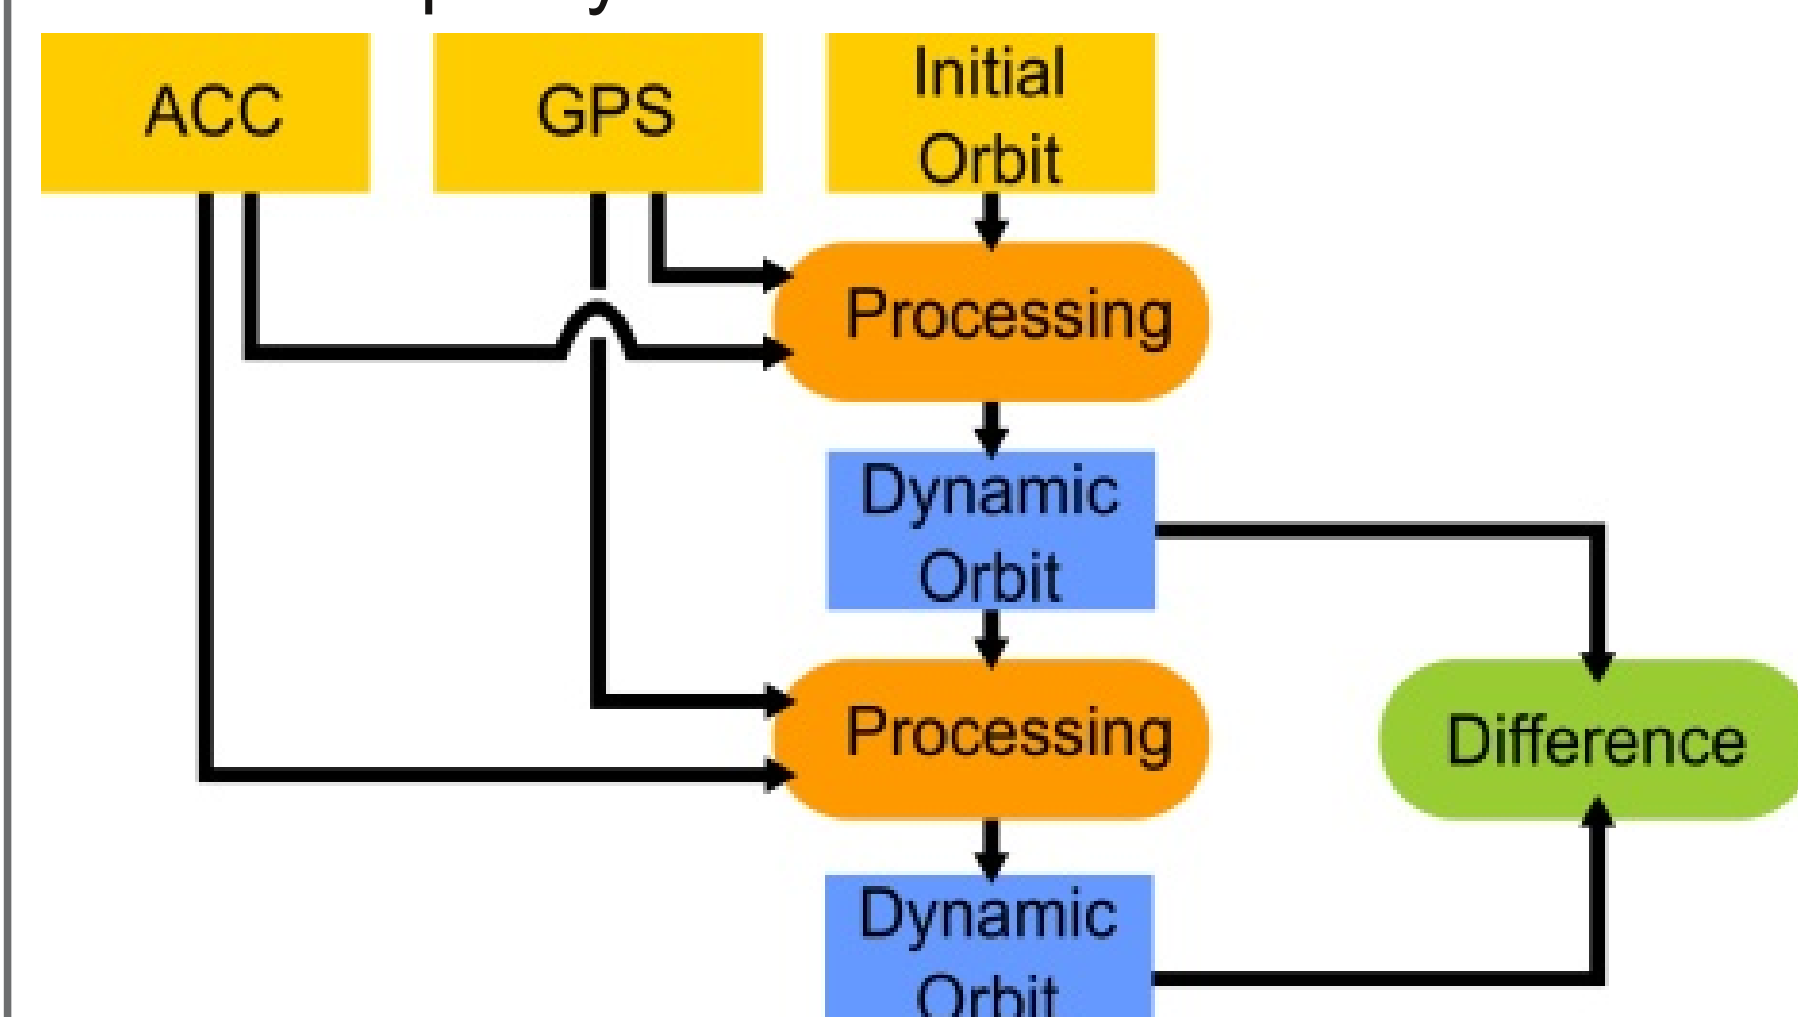 ACC
GPS
Initial
Orbit
Processing
Dynamic
Orbit
Processing
Difference
Dynamic
Orbit